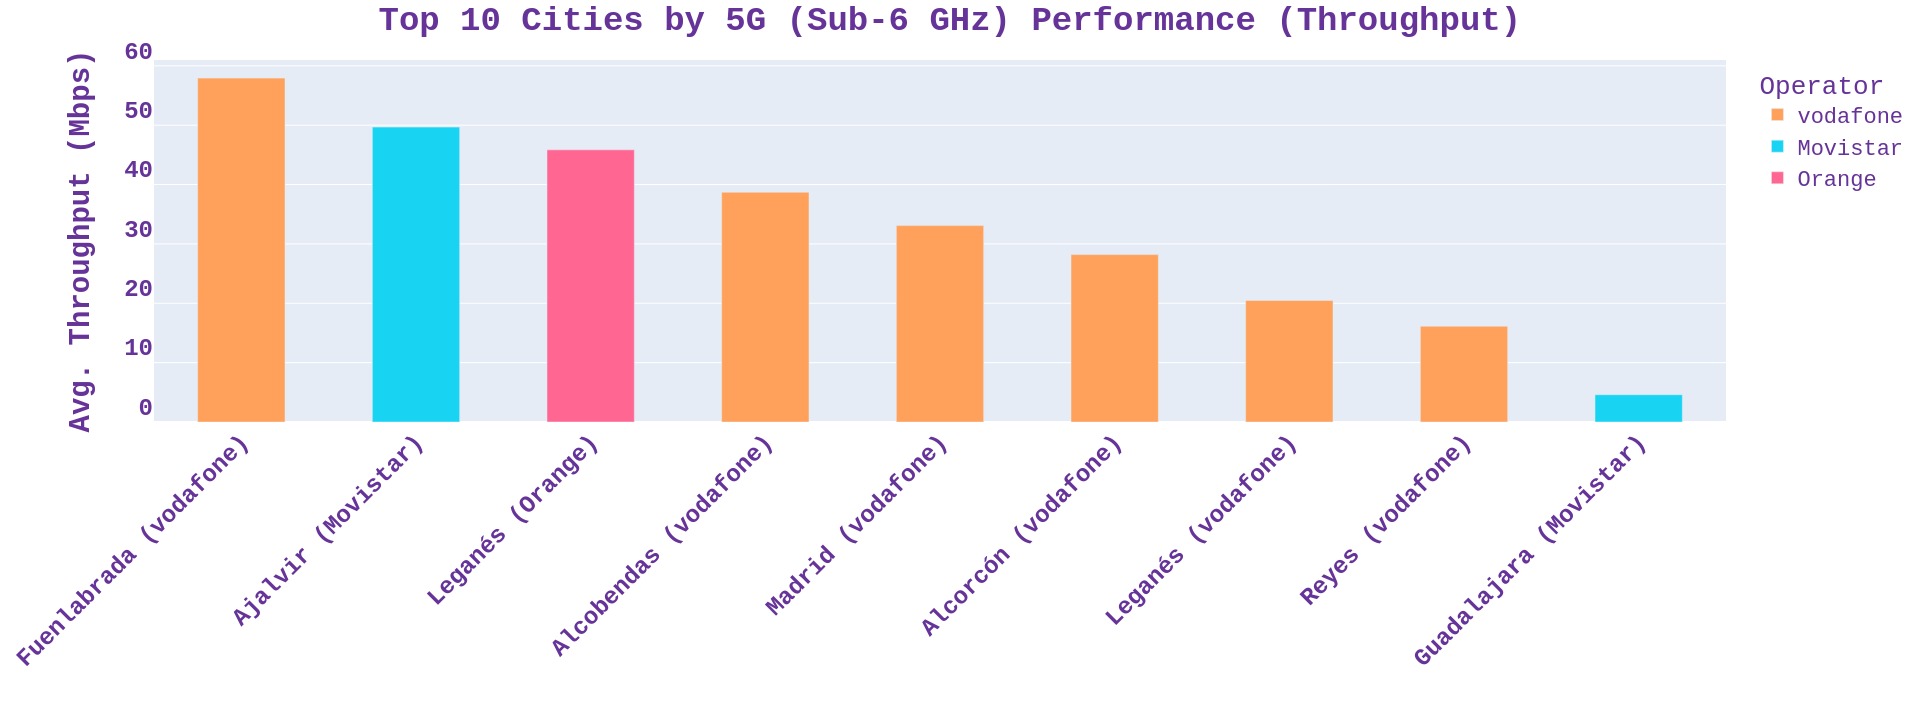 Top 10 Cities by 5G (Sub-6 GHz) Performance (Throughput)
Avg. Throughput (Mbps)
60
50
40
30
20
10
0
Fuenlabrada (vodafone)
Ajalvir (Movistar)
Leganés (Orange)
Alcobendas (vodafone)
Madrid (vodafone)
Alcorcón (vodafone)
Leganés (vodafone)
Reyes (vodafone)
Guadalajara (Movistar)
Operator
vodafone
Movistar
Orange